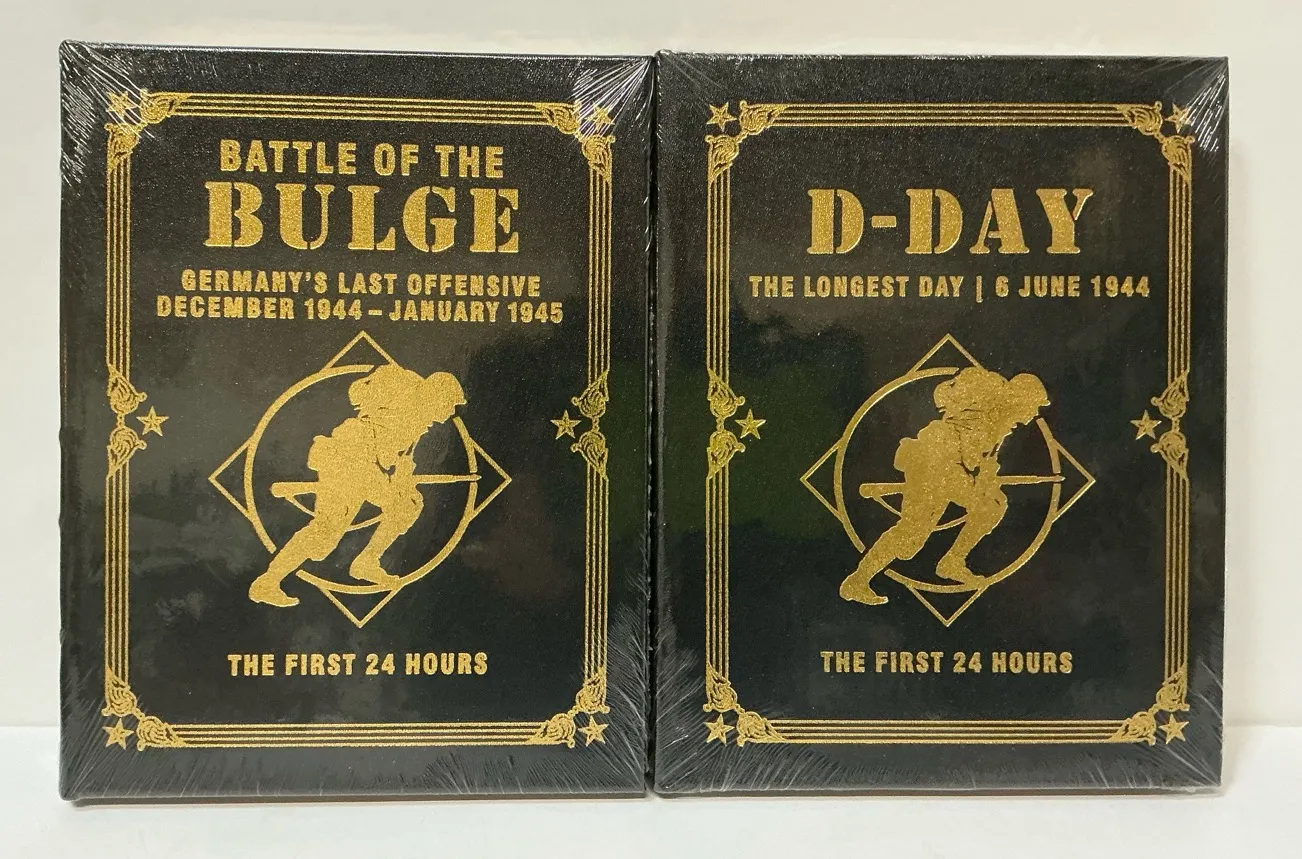 BATTLE OF THE
BULGE
GERMANY'S LAST OFFENSIVE
DECEMBER 1944 – JANUARY 1945
THE FIRST 24 HOURS
D-DAY
THE LONGEST DAY | 6 JUNE 1944
THE FIRST 24 HOURS